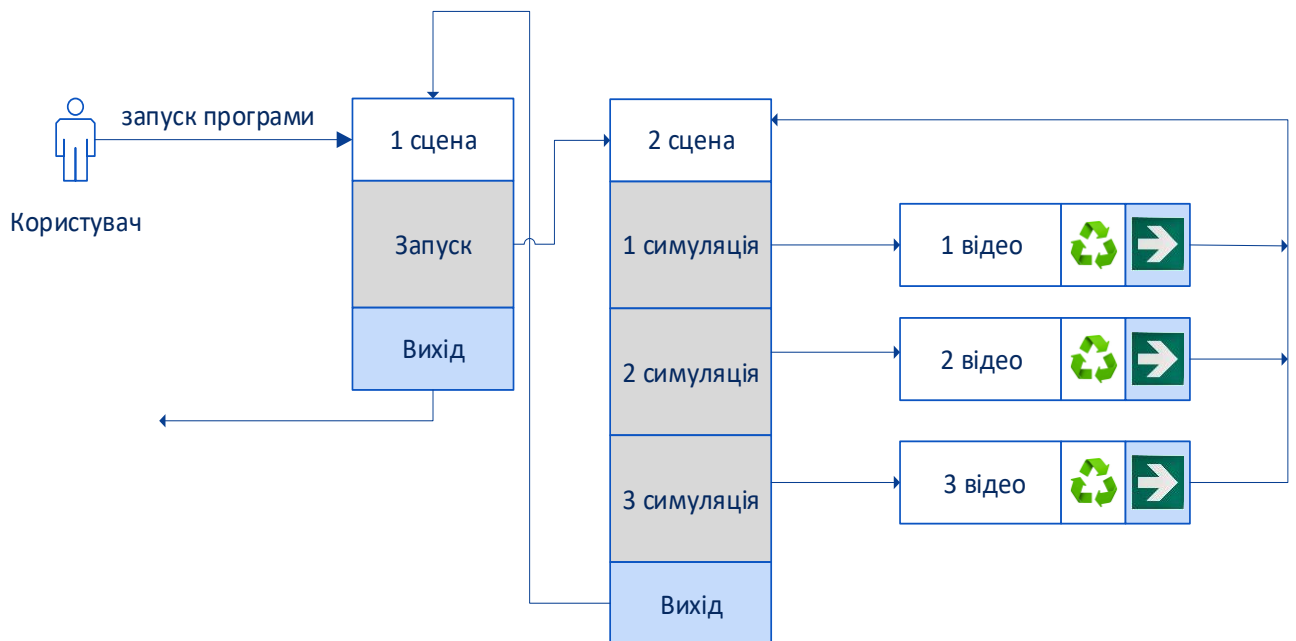 запуск програми
Користувач
1 сцена
Запуск
Вихід
2 сцена
1 симуляція
2 симуляція
3 симуляція
Вихід
1 відео
2 відео
3 відео